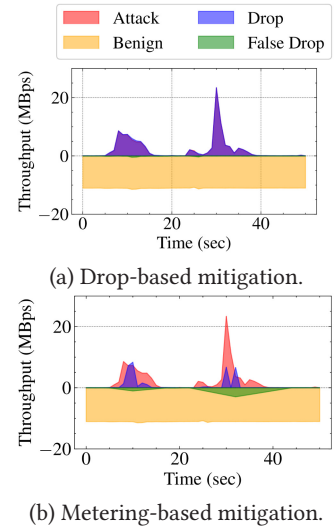 Attack Drop
Benign False Drop
Throughput (MBps)
20
0
−20
0 20 40
Time (sec)
(a) Drop-based mitigation.
Throughput (MBps)
20
0
−20
0 20 40
Time (sec)
(b) Metering-based mitigation.